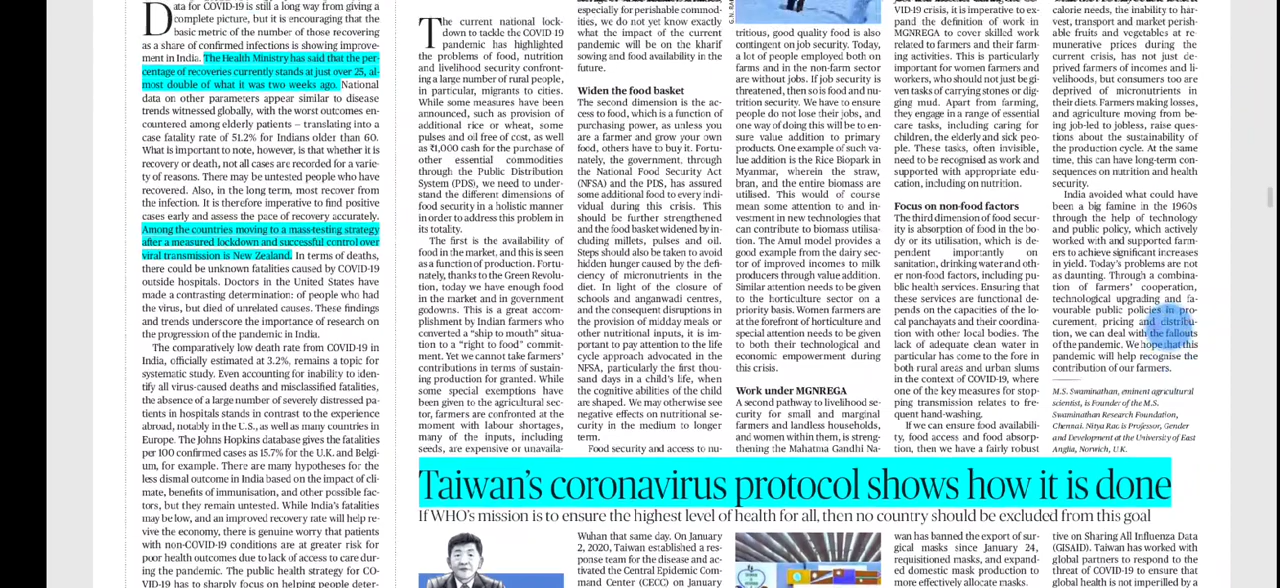 Data for COVID-19 is still a long way from giving a
complete picture, but it is encouraging that the
basic metric of the number of those recovering
as a share of confirmed infections is showing improve-
ment in India. The Health Ministry has said that the per-
centage of recoveries currently stands at just over 25, al-
most double of what it was two weeks ago. National
data on other parameters appear similar to disease
trends witnessed globally, with the worst outcomes en-
countered among elderly patients – translating into a
case fatality rate of 51.2% for Indians older than 60.
What is important to note, however, is that whether it is
recovery or death, not all cases are recorded for a varie-
ty of reasons. There may be untested people who have
recovered. Also, in the long term, most recover from
the infection. It is therefore imperative to find positive
cases early and assess the pace of recovery accurately.
Among the countries moving to a mass-testing strategy
after a measured lockdown and successful control over
viral transmission is New Zealand. In terms of deaths,
there could be unknown fatalities caused by COVID-19
outside hospitals. Doctors in the United States have
made a contrasting determination: of people who had
the virus, but died of unrelated causes. These findings
and trends underscore the importance of research on
the progression of the pandemic in India.
The comparatively low death rate from COVID-19 in
India, officially estimated at 3.2%, remains a topic for
systematic study. Even accounting for inability to iden-
tify all virus-caused deaths and misclassified fatalities,
the absence of a large number of severely distressed pa-
tients in hospitals stands in contrast to the experience
abroad, notably in the U.S., as well as many countries in
Europe. The Johns Hopkins database gives the fatalities
per 100 confirmed cases as 15.7% for the U.K. and Belgi-
um, for example. There are many hypotheses for the
less dismal outcome in India based on the impact of cli-
mate, benefits of immunisation, and other possible fac-
tors, but they remain untested. While India's fatalities
may be low, and an improved recovery rate will help re-
vive the economy, there is genuine worry that patients
with non-COVID-19 conditions are at greater risk for
poor health outcomes due to lack of access to care dur-
ing the pandemic. The public health strategy for CO-
VID-19 has to sharply focus on helping people deter-
The current national lock-
down to tackle the COVID-19
pandemic has highlighted
the problems of food, nutrition
and livelihood security confront-
ing a large number of rural people,
in particular, migrants to cities.
While some measures have been
announced, such as provision of
additional rice or wheat, some
pulses and oil free of cost, as well
as ₹1,000 cash for the purchase of
other essential commodities
through the Public Distribution
System (PDS), we need to under-
stand the different dimensions of
food security in a holistic manner
in order to address this problem in
its totality.
The first is the availability of
food in the market, and this is seen
as a function of production. Fortu-
nately, thanks to the Green Revolu-
tion, today we have enough food
in the market and in government
godowns. This is a great accom-
plishment by Indian farmers who
converted a "ship to mouth" situa-
tion to a "right to food" commit-
ment. Yet we cannot take farmers'
contributions in terms of sustain-
ing production for granted. While
some special exemptions have
been given to the agricultural sec-
tor, farmers are confronted at the
moment with labour shortages,
many of the inputs, including
seeds, are expensive or unavaila-
especially for perishable commod-
ities, we do not yet know exactly
what the impact of the current
pandemic will be on the kharif
sowing and food availability in the
future.
Widen the food basket
The second dimension is the ac-
cess to food, which is a function of
purchasing power, as unless you
are a farmer and grow your own
food, others have to buy it. Fortu-
nately, the government, through
the National Food Security Act
(NFSA) and the PDS, has assured
some additional food to every indi-
vidual during this crisis. This
should be further strengthened
and the food basket widened by in-
cluding millets, pulses and oil.
Steps should also be taken to avoid
hidden hunger caused by the defi-
ciency of micronutrients in the
diet. In light of the closure of
schools and anganwadi centres,
and the consequent disruptions in
the provision of midday meals or
other nutritional inputs, it is im-
portant to pay attention to the life
cycle approach advocated in the
NFSA, particularly the first thou-
sand days in a child's life, when
the cognitive abilities of the child
are shaped. We may otherwise see
negative effects on nutritional se-
curity in the medium to longer
term.
Food security and access to nu-
tritious, good quality food is also
contingent on job security. Today,
a lot of people employed both on
farms and in the non-farm sector
are without jobs. If job security is
threatened, then so is food and nu-
trition security. We have to ensure
people do not lose their jobs, and
one way of doing this will be to en-
sure value addition to primary
products. One example of such val-
ue addition is the Rice Biopark in
Myanmar, wherein the straw,
bran, and the entire biomass are
utilised. This would of course
mean some attention to and in-
vestment in new technologies that
can contribute to biomass utilisa-
tion. The Amul model provides a
good example from the dairy sec-
tor of improved incomes to milk
producers through value addition.
Similar attention needs to be given
to the horticulture sector on a
priority basis. Women farmers are
at the forefront of horticulture and
special attention needs to be given
to both their technological and
economic empowerment during
this crisis.
Work under MGNREGA
A second pathway to livelihood se-
curity for small and marginal
farmers and landless households,
and women within them, is streng-
thening the Mahatma Gandhi Na-
VID-19 crisis, it is imperative to ex-
pand the definition of work in
MGNREGA to cover skilled work
related to farmers and their farm-
ing activities. This is particularly
important for women farmers and
workers, who should not just be gi-
ven tasks of carrying stones or dig-
ging mud. Apart from farming,
they engage in a range of essential
care tasks, including caring for
children, the elderly and sick peo-
ple. These tasks, often invisible,
need to be recognised as work and
supported with appropriate edu-
cation, including on nutrition.
Focus on non-food factors
The third dimension of food secur-
ity is absorption of food in the bo-
dy or its utilisation, which is de-
pendent importantly on
sanitation, drinking water and oth-
er non-food factors, including pu-
blic health services. Ensuring that
these services are functional de-
pends on the capacities of the lo-
cal panchayats and their coordina-
tion with other local bodies. The
lack of adequate clean water in
particular has come to the fore in
both rural areas and urban slums
in the context of COVID-19, where
one of the key measures for stop-
ping transmission relates to fre-
quent hand-washing.
If we can ensure food availabili-
ty, food access and food absorp-
tion, then we have a fairly robust
calorie needs, the inability to har-
vest, transport and market perish-
able fruits and vegetables at re-
munerative prices during the
current crisis, has not just de-
prived farmers of incomes and li-
velihoods, but consumers too are
deprived of micronutrients in
their diets. Farmers making losses,
and agriculture moving from be-
ing job-led to jobless, raise ques-
tions about the sustainability of
the production cycle. At the same
time, this can have long-term con-
sequences on nutrition and health
security.
India avoided what could have
been a big famine in the 1960s
through the help of technology
and public policy, which actively
worked with and supported farm-
ers to achieve significant increases
in yield. Today's problems are not
as daunting. Through a combina-
tion of farmers' cooperation,
technological upgrading and fa-
vourable public policies in pro-
curement, pricing and distribu-
tion, we can deal with the fallouts
of the pandemic. We hope that this
pandemic will help recognise the
contribution of our farmers.
M.S. Swaminathan, eminent agricultural
scientist, is Founder of the M.S.
Swaminathan Research Foundation,
Chennai. Nitya Rao is Professor, Gender
and Development at the University of East
Anglia, Norwich, U.K.
Taiwan's coronavirus protocol shows how it is done
If WHO's mission is to ensure the highest level of health for all, then no country should be excluded from this goal
Wuhan that same day. On January
2, 2020, Taiwan established a res-
ponse team for the disease and ac-
tivated the Central Epidemic Com-
mand Center (CECC) on January
wan has banned the export of sur-
gical masks since January 24,
requisitioned masks, and expand-
ed domestic mask production to
more effectively allocate masks.
tive on Sharing All Influenza Data
(GISAID). Taiwan has worked with
global partners to respond to the
threat of COVID-19 to ensure that
global health is not imperilled by a